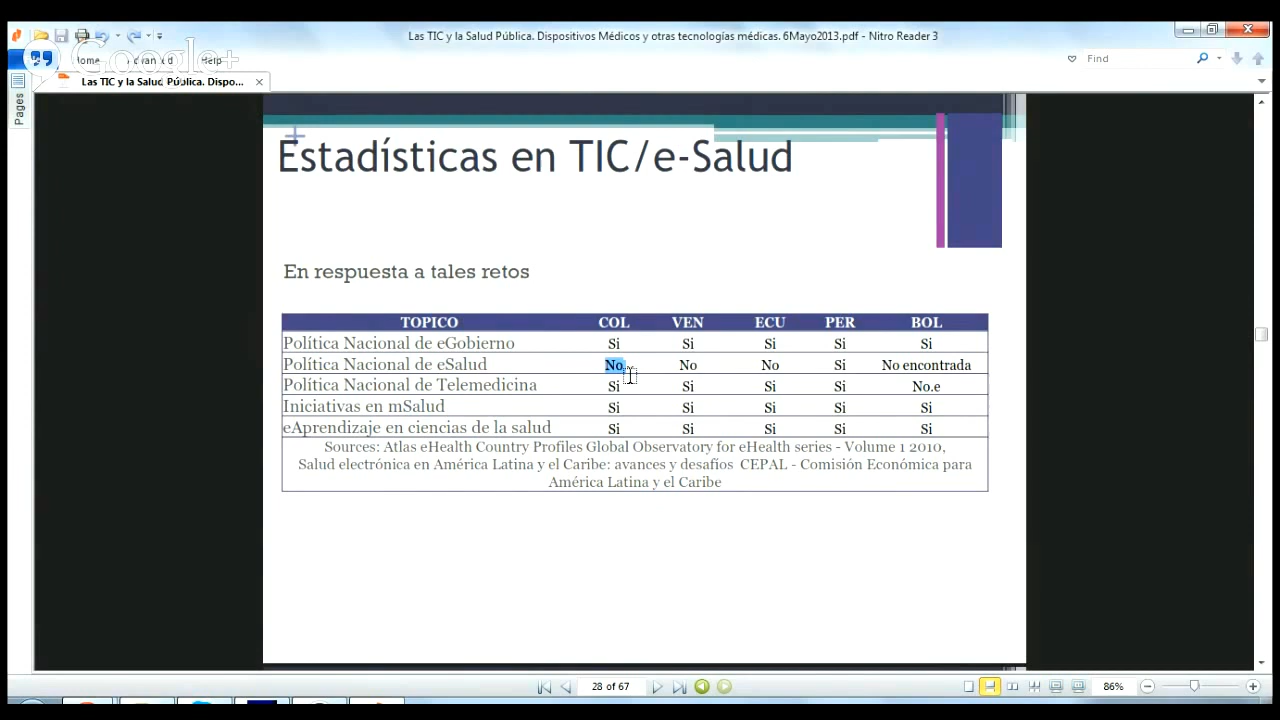 Las TIC y la Salud Pública. Dispositivos Médicos y otras tecnologías médicas. 6Mayo2013.pdf - Nitro Reader 3
Google+
Help
Find
Las TIC y la Salud Pública. Dispo...
Pages
Estadísticas en TIC/e-Salud
En respuesta a tales retos
TOPICO COL VEN ECU PER BOL
Política Nacional de eGobierno Si Si Si Si Si
Política Nacional de eSalud No. No No Si No encontrada
Política Nacional de Telemedicina Si Si Si Si No.e
Iniciativas en mSalud Si Si Si Si Si
eAprendizaje en ciencias de la salud Si Si Si Si Si
Sources: Atlas eHealth Country Profiles Global Observatory for eHealth series - Volume 1 2010,
Salud electrónica en América Latina y el Caribe: avances y desafíos CEPAL - Comisión Económica para
América Latina y el Caribe
28 of 67
86%